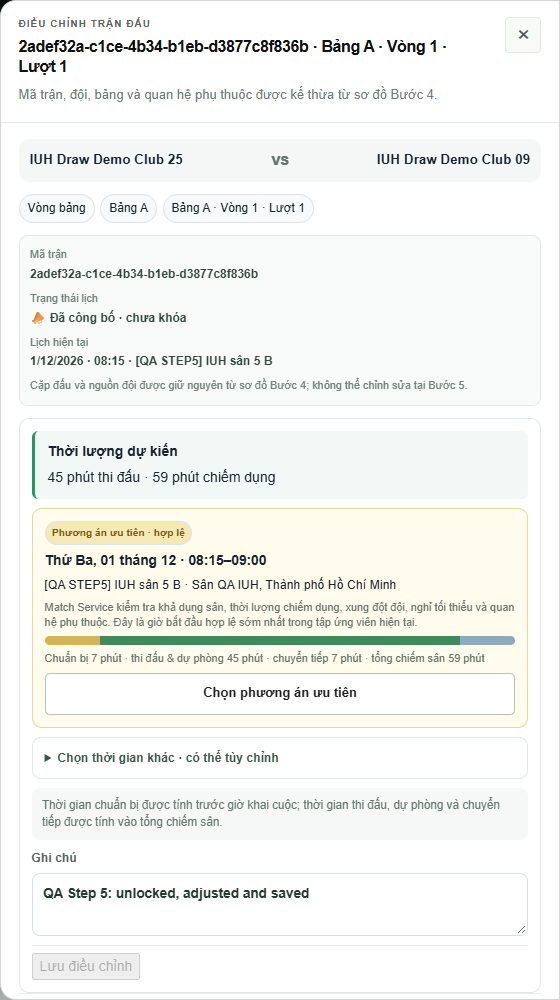 ĐIỀU CHỈNH TRẬN ĐẤU
2adef32a-c1ce-4b34-b1eb-d3877c8f836b · Bảng A · Vòng 1 ·
Lượt 1
Mã trận, đội, bảng và quan hệ phụ thuộc được kế thừa từ sơ đồ Bước 4.
×
IUH Draw Demo Club 25 vs IUH Draw Demo Club 09
Vòng bảng Bảng A Bảng A · Vòng 1 · Lượt 1
Mã trận
2adef32a-c1ce-4b34-b1eb-d3877c8f836b
Trạng thái lịch
Đã công bố · chưa khóa
Lịch hiện tại
1/12/2026 · 08:15 · [QA STEP5] IUH sân 5 B
Cặp đấu và nguồn đội được giữ nguyên từ sơ đồ Bước 4; không thể chỉnh sửa tại Bước 5.
Thời lượng dự kiến
45 phút thi đấu · 59 phút chiếm dụng
Phương án ưu tiên · hợp lệ
Thứ Ba, 01 tháng 12 · 08:15–09:00
[QA STEP5] IUH sân 5 B · Sân QA IUH, Thành phố Hồ Chí Minh
Match Service kiểm tra khả dụng sân, thời lượng chiếm dụng, xung đột đội, nghỉ tối thiểu và quan
hệ phụ thuộc. Đây là giờ bắt đầu hợp lệ sớm nhất trong tập ứng viên hiện tại.
Chuẩn bị 7 phút · thi đấu & dự phòng 45 phút · chuyển tiếp 7 phút · tổng chiếm sân 59 phút
Chọn phương án ưu tiên
▶ Chọn thời gian khác · có thể tùy chỉnh
Thời gian chuẩn bị được tính trước giờ khai cuộc; thời gian thi đấu, dự phòng và chuyển
tiếp được tính vào tổng chiếm sân.
Ghi chú
QA Step 5: unlocked, adjusted and saved
Lưu điều chỉnh